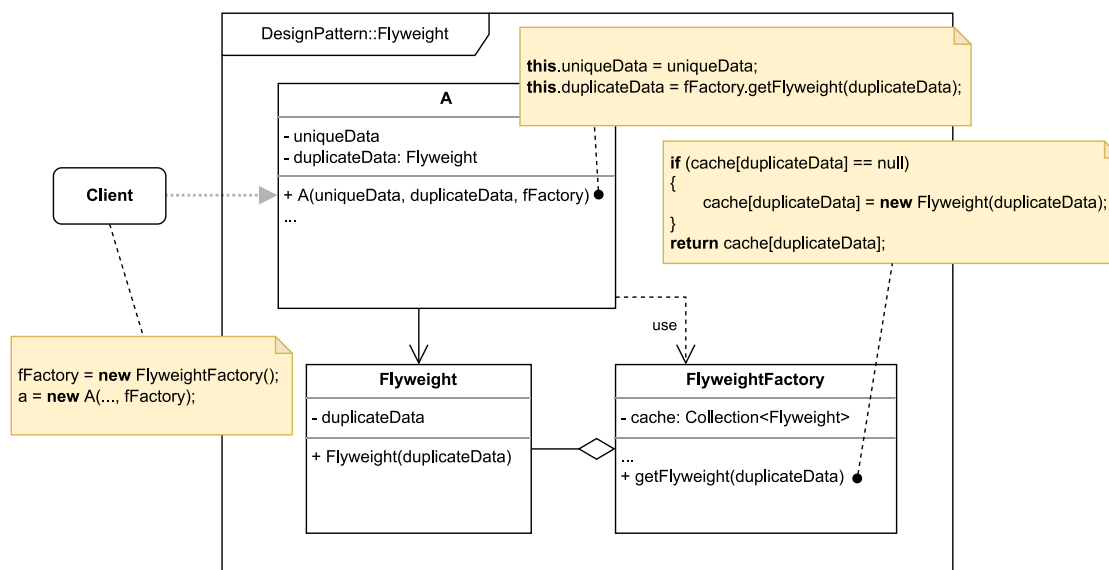 DesignPattern::Flyweight
this.uniqueData = uniqueData;
this.duplicateData = fFactory.getFlyweight(duplicateData);
A
- uniqueData
- duplicateData: Flyweight
+ A(uniqueData, duplicateData, fFactory)
...
if (cache[duplicateData] == null)
{
cache[duplicateData] = new Flyweight(duplicateData);
}
return cache[duplicateData];
Client
use
fFactory = new FlyweightFactory();
a = new A(..., fFactory);
Flyweight
- duplicateData
+ Flyweight(duplicateData)
FlyweightFactory
- cache: Collection<Flyweight>
...
+ getFlyweight(duplicateData)